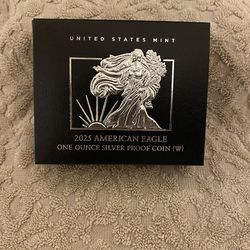 UNITED STATES MINT
2025 AMERICAN EAGLE
ONE OUNCE SILVER PROOF COIN (W)